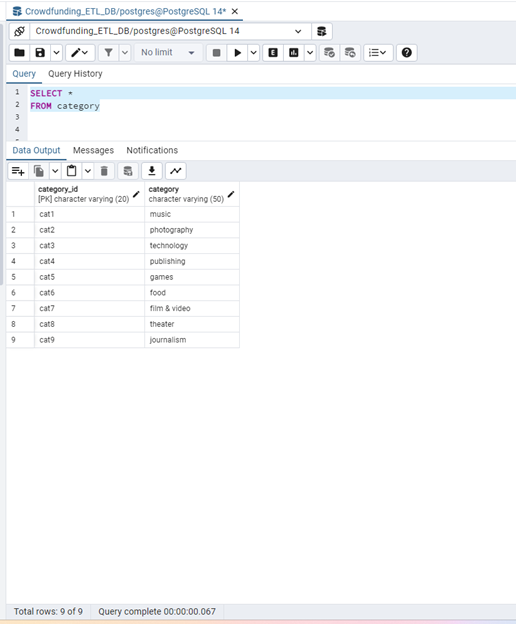 Crowdfunding_ETL_DB/postgres@PostgreSQL 14*
Crowdfunding_ETL_DB/postgres@PostgreSQL 14
No limit
E
Query Query History
1 SELECT *
2 FROM category
3
4
Data Output Messages Notifications
category_id category
[PK] character varying (20) character varying (50)
1 cat1 music
2 cat2 photography
3 cat3 technology
4 cat4 publishing
5 cat5 games
6 cat6 food
7 cat7 film & video
8 cat8 theater
9 cat9 journalism
Total rows: 9 of 9 Query complete 00:00:00.067